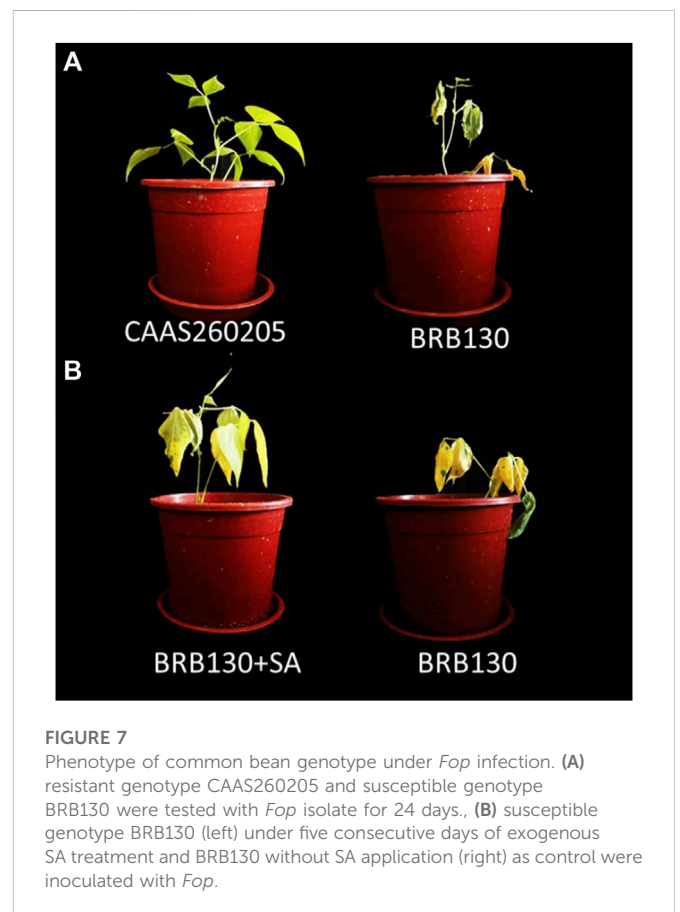 A
CAAS260205
BRB130
B
BRB130+SA
BRB130
FIGURE 7
Phenotype of common bean genotype under Fop infection. (A)
resistant genotype CAAS260205 and susceptible genotype
BRB130 were tested with Fop isolate for 24 days., (B) susceptible
genotype BRB130 (left) under five consecutive days of exogenous
SA treatment and BRB130 without SA application (right) as control were
inoculated with Fop.